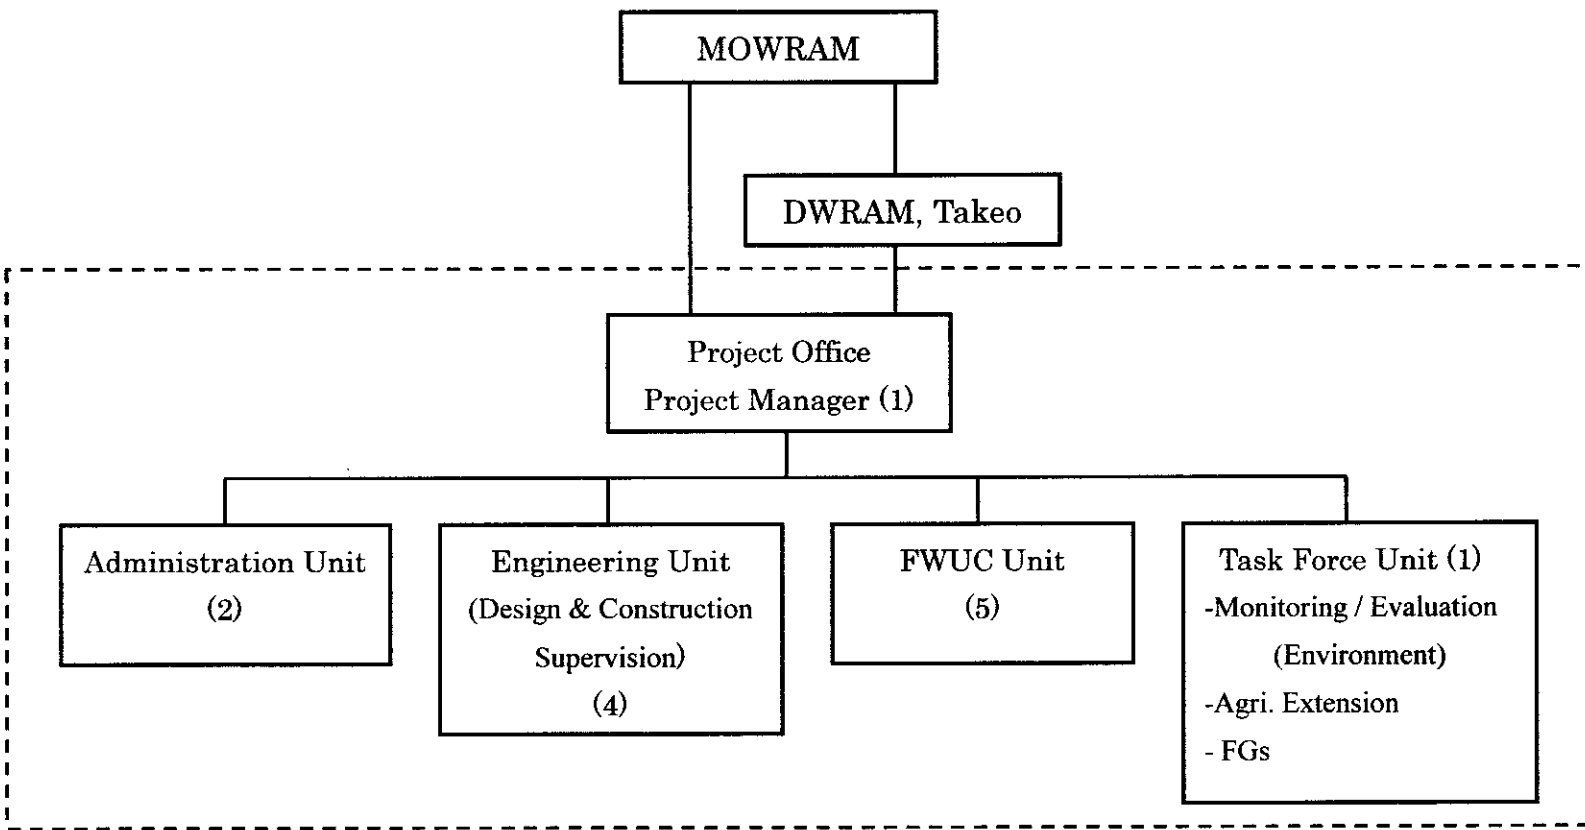 MOWRAM
DWRAM, Takeo
Project Office
Project Manager (1)
Administration Unit
(2)
Engineering Unit
(Design & Construction
Supervision)
(4)
FWUC Unit
(5)
Task Force Unit (1)
-Monitoring / Evaluation
(Environment)
-Agri. Extension
- FGs